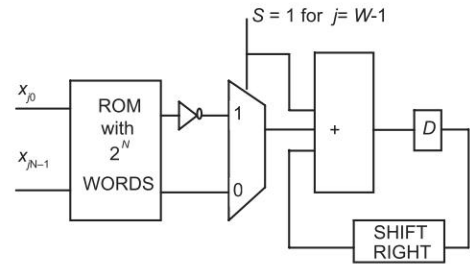 S = 1 for j= W-1
x_{j0}
ROM
with
2^N
WORDS
x_{jN–1}
1
0
+
D
SHIFT
RIGHT